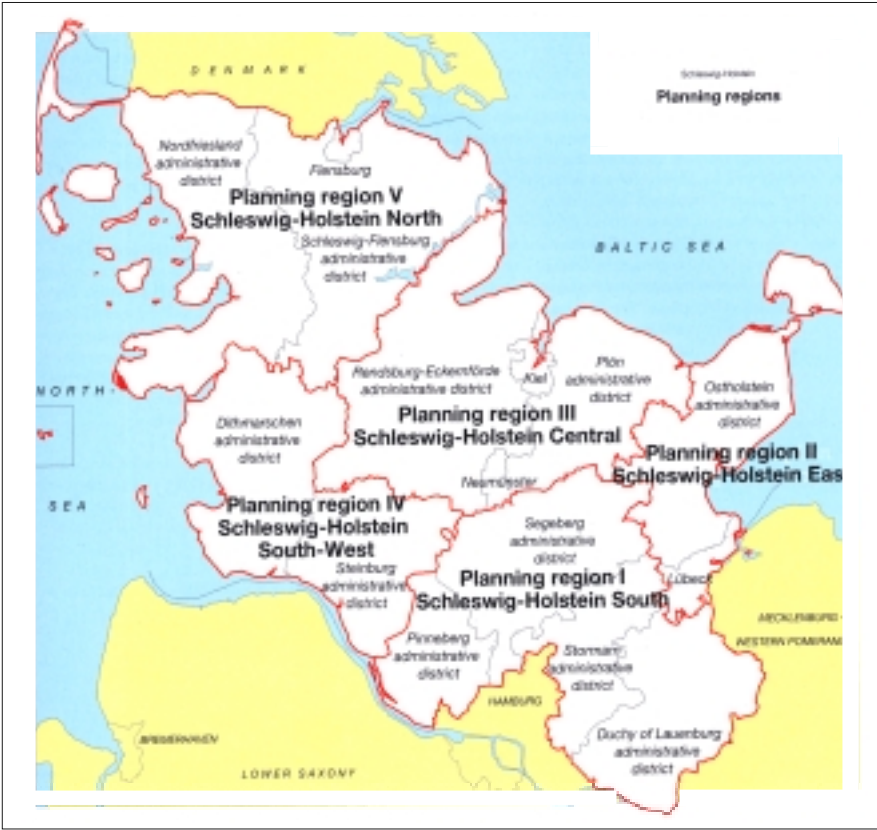 Schleswig-Holstein
Planning regions
DENMARK
Nordfriesland
administrative
district
Flensburg
Planning region V
Schleswig-Holstein North
Schleswig-Flensburg
administrative
district
BALTIC SEA
Rendsburg-Eckernförde
administrative district
Kiel
Plön
administrative
district
Ostholstein
administrative
district
NORTH
SEA
Dithmarschen
administrative
district
Planning region III
Schleswig-Holstein Central
Neumünster
Planning region II
Schleswig-Holstein Eas
Planning region IV
Schleswig-Holstein
South-West
Steinburg
administrative
district
Segeberg
administrative
district
Planning region I
Schleswig-Holstein South
Lübeck
MECKLENBURG -
WESTERN POMERAN
Pinneberg
administrative
district
Stormarn
administrative
district
HAMBURG
Duchy of Lauenburg
administrative
district
BREMERHAVEN
LOWER SAXONY